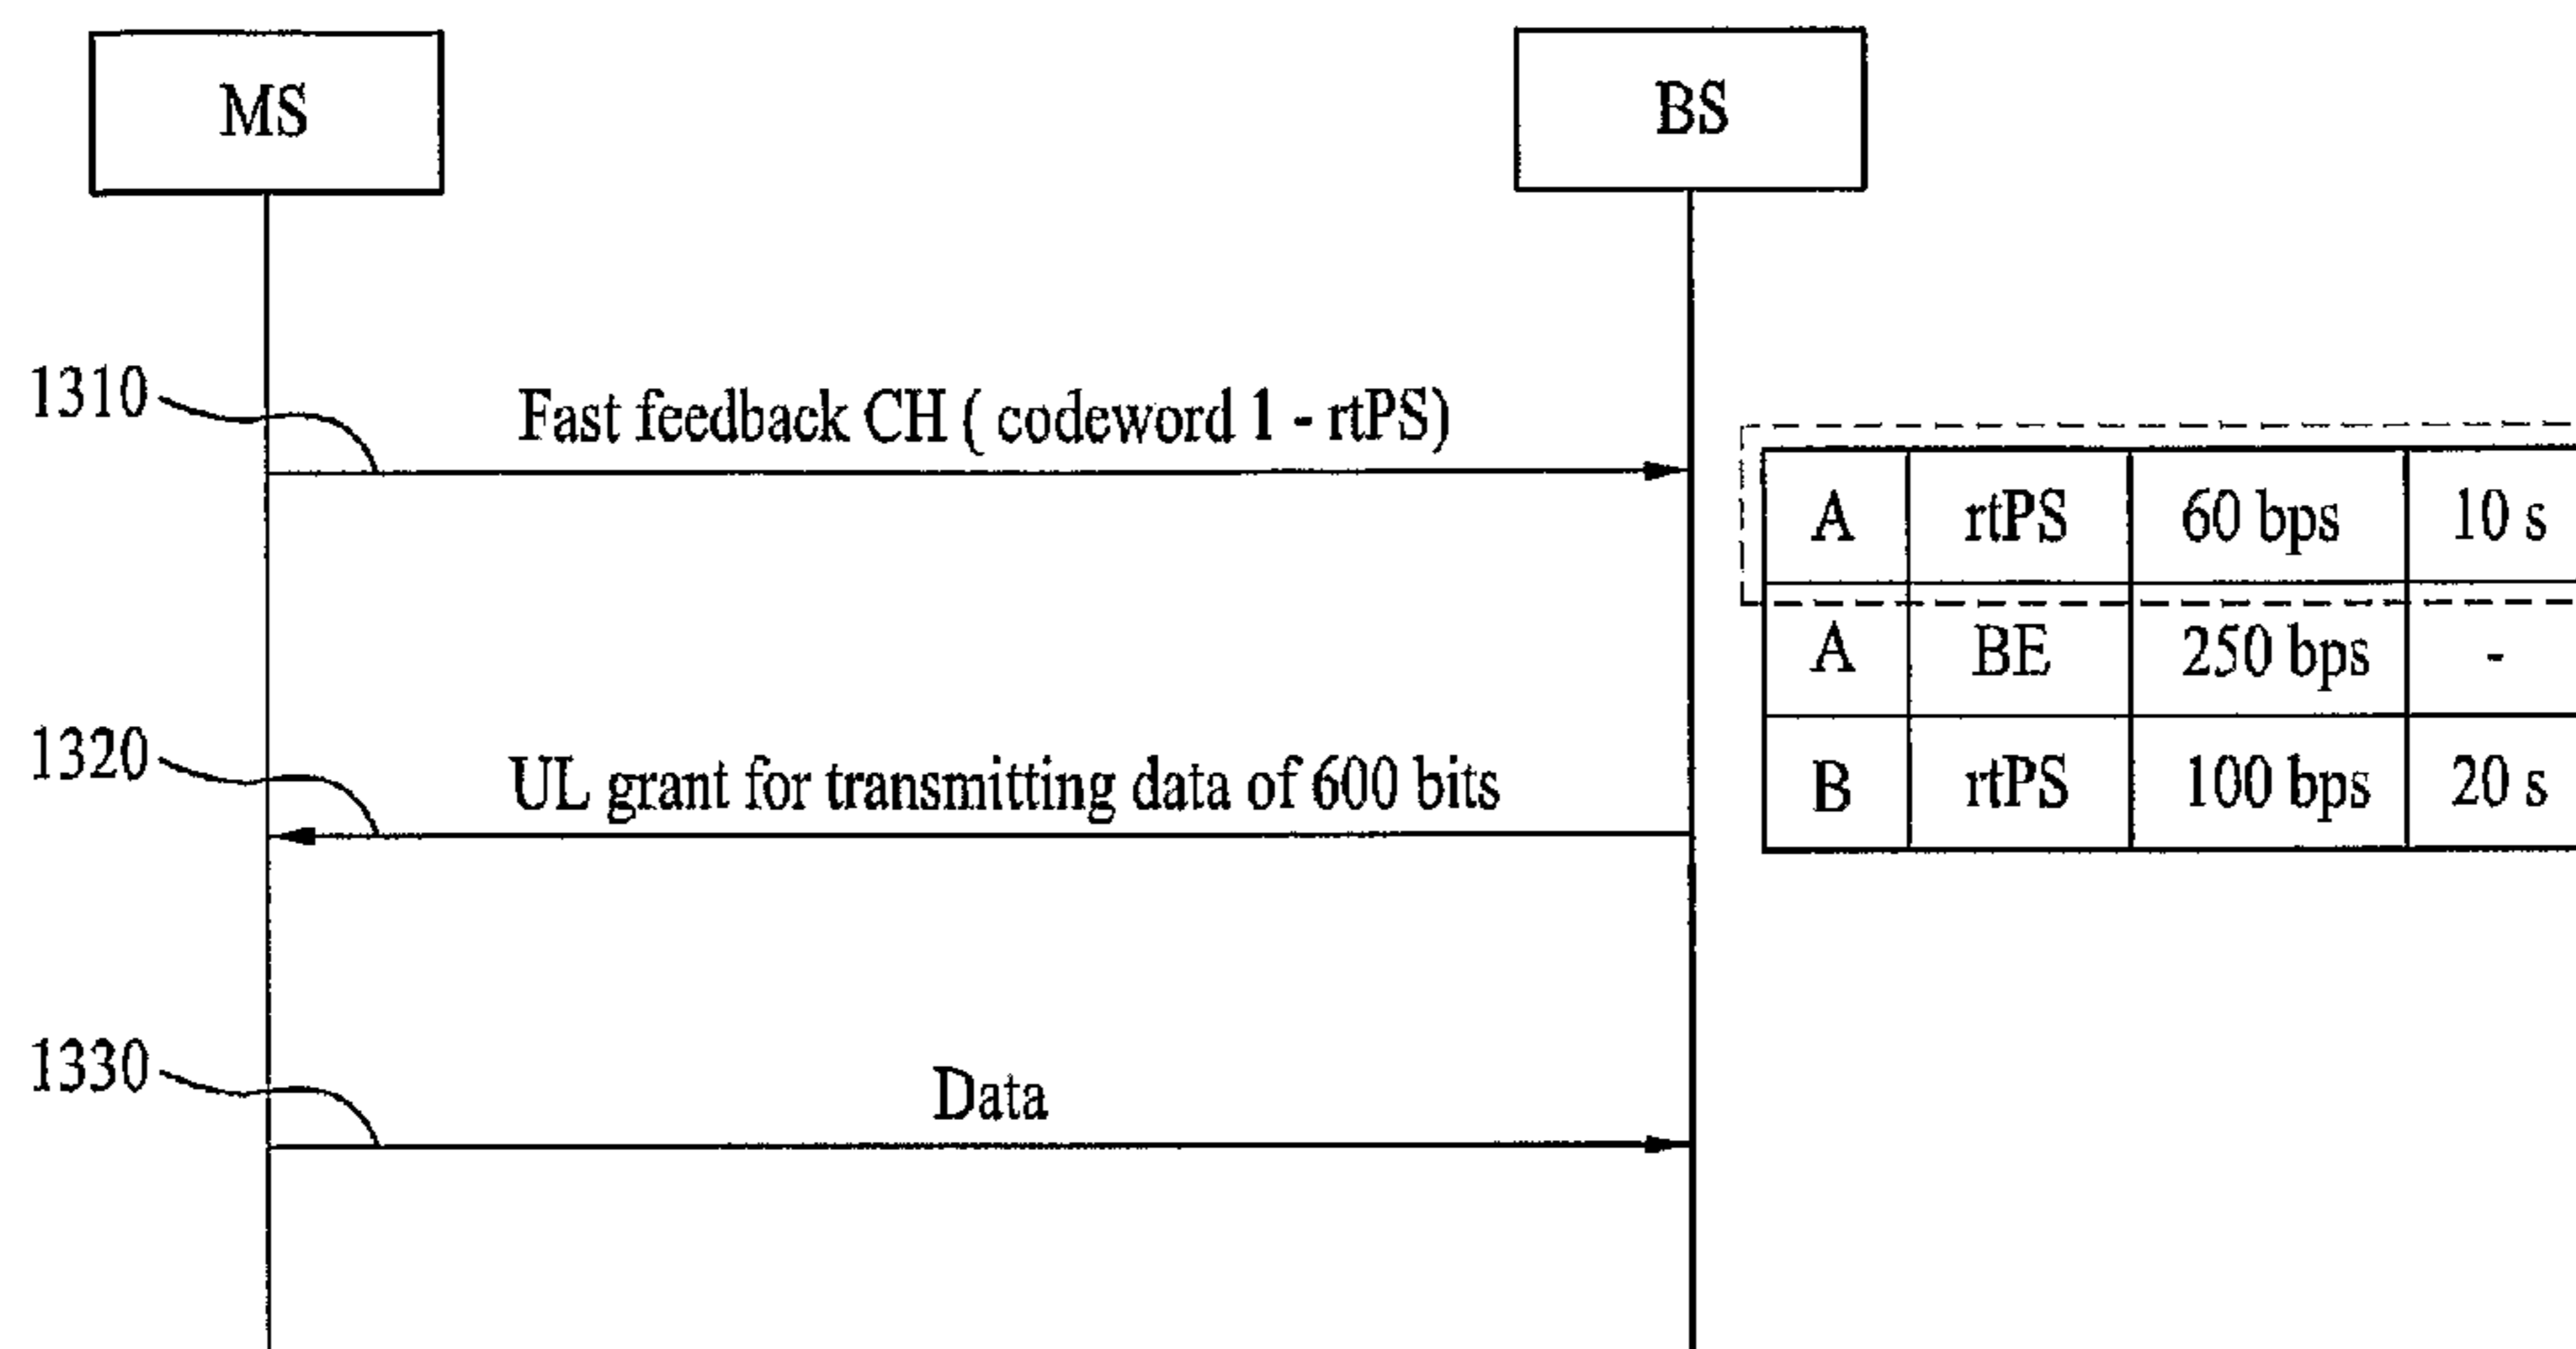 MS
BS
1310
Fast feedback CH ( codeword 1 - rtPS)
A rtPS 60 bps 10 s
A BE 250 bps -
1320
UL grant for transmitting data of 600 bits
B rtPS 100 bps 20 s
1330
Data